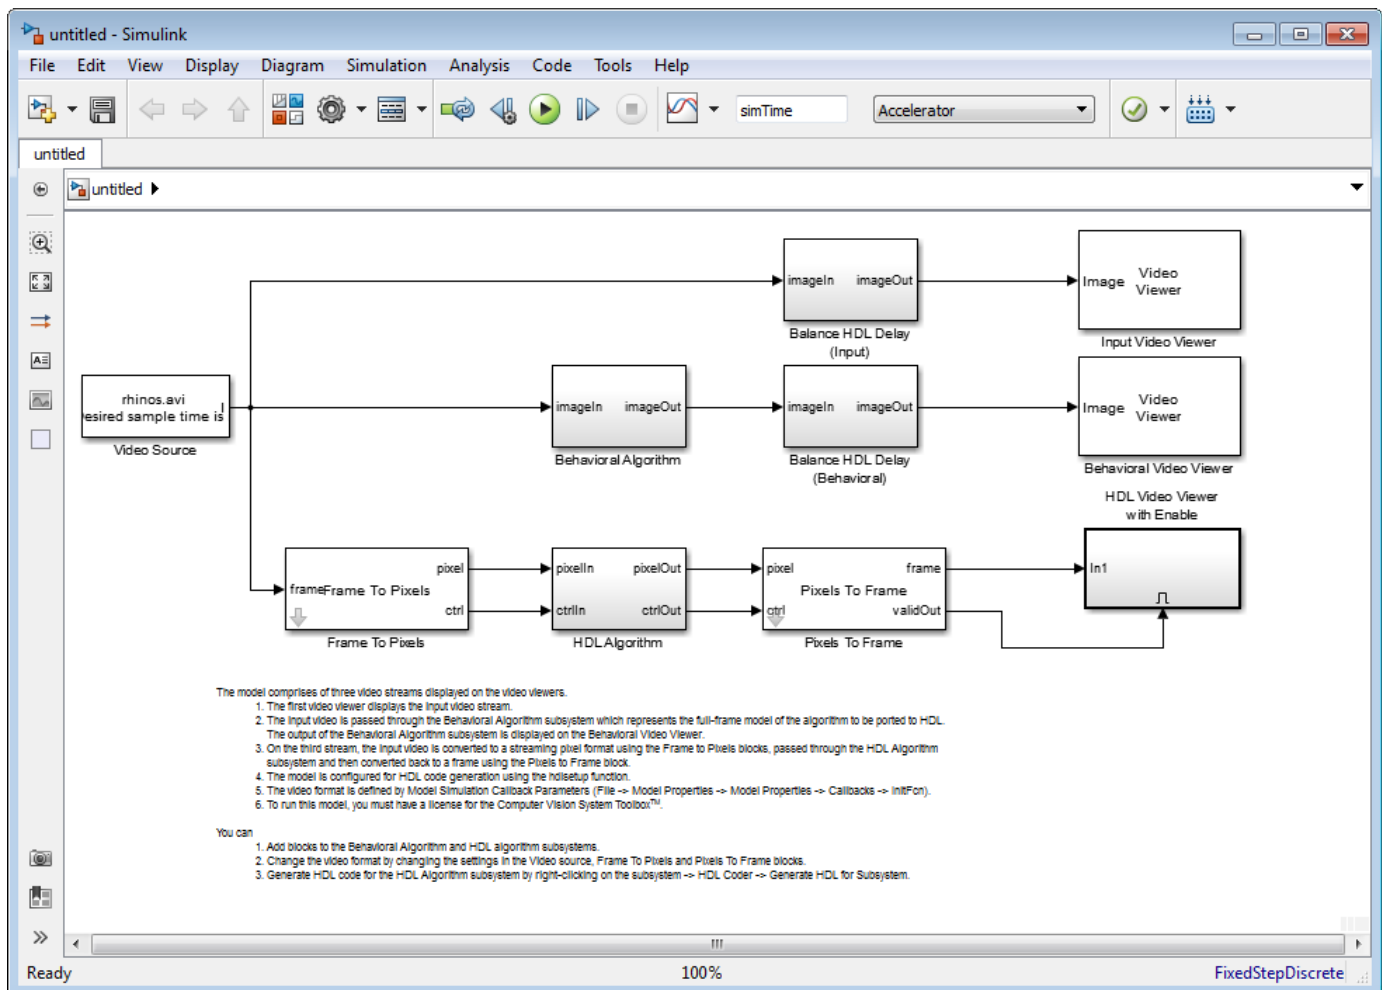 untitled - Simulink
File Edit View Display Diagram Simulation Analysis Code Tools Help
simTime Accelerator
untitled
untitled
imageIn imageOut
Balance HDL Delay
(Input)
Image Video
Viewer
Input Video Viewer
rhinos.avi
esired sample time is
I
Video Source
imageIn imageOut
Behavioral Algorithm
imageIn imageOut
Balance HDL Delay
(Behavioral)
Image Video
Viewer
Behavioral Video Viewer
HDL Video Viewer
with Enable
frame Frame To Pixels pixel
ctrl
Frame To Pixels
pixelIn pixelOut
ctrlIn ctrlOut
HDL Algorithm
pixel frame
Pixels To Frame
ctrl validOut
Pixels To Frame
In1
The model comprises of three video streams displayed on the video viewers.
1. The first video viewer displays the input video stream.
2. The input video is passed through the Behavioral Algorithm subsystem which represents the full-frame model of the algorithm to be ported to HDL.
The output of the Behavioral Algorithm subsystem is displayed on the Behavioral Video Viewer.
3. On the third stream, the input video is converted to a streaming pixel format using the Frame to Pixels blocks, passed through the HDL Algorithm
subsystem and then converted back to a frame using the Pixels to Frame block.
4. The model is configured for HDL code generation using the hdlsetup function.
5. The video format is defined by Model Simulation Callback Parameters (File -> Model Properties -> Model Properties -> Callbacks -> InitFcn).
6. To run this model, you must have a license for the Computer Vision System Toolbox™.
You can
1. Add blocks to the Behavioral Algorithm and HDL algorithm subsystems.
2. Change the video format by changing the settings in the Video source, Frame To Pixels and Pixels To Frame blocks.
3. Generate HDL code for the HDL Algorithm subsystem by right-clicking on the subsystem -> HDL Coder -> Generate HDL for Subsystem.
Ready 100% FixedStepDiscrete